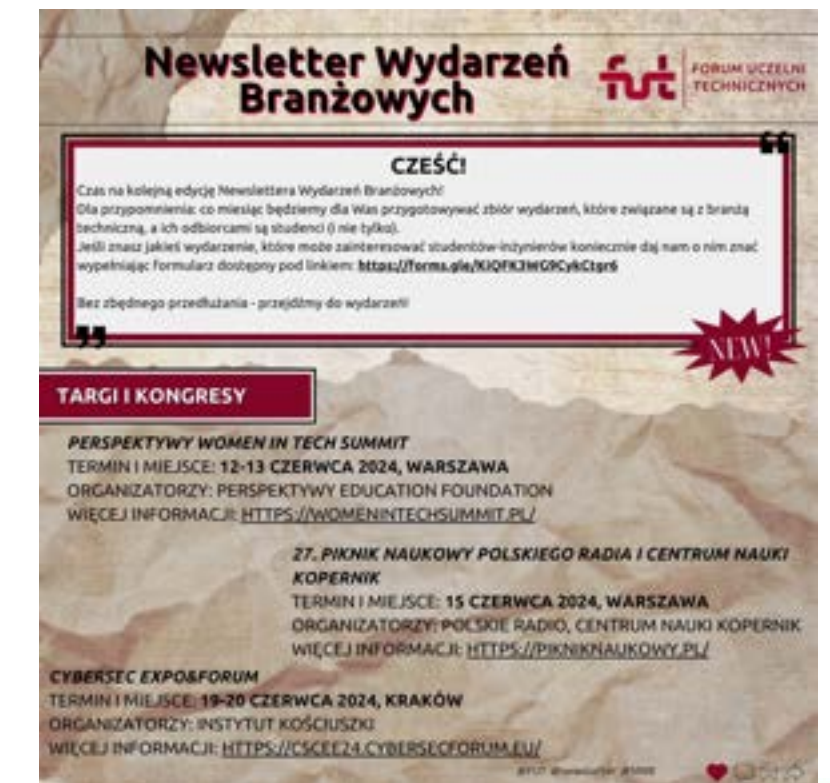 Newsletter Wydarzeń
Branżowych
fut
FORUM UCZELNI
TECHNICZNYCH
CZEŚĆ!
Czas na kolejną edycję Newslettera Wydarzeń Branżowych!
Dla przypomnienia: co miesiąc będziemy dla Was przygotowywać zbiór wydarzeń, które związane są z branżą
techniczną, a ich odbiorcami są studenci (i nie tylko).
Jeśli znasz jakieś wydarzenie, które może zainteresować studentów-inżynierów koniecznie daj nam o nim znać
wypełniając formularz dostępny pod linkiem:
Bez zbędnego przedłużania - przejdźmy do wydarzeń!
NEW!
TARGI I KONGRESY
PERSPEKTYWY WOMEN IN TECH SUMMIT
TERMIN I MIEJSCE: 12-13 CZERWCA 2024, WARSZAWA
ORGANIZATORZY: PERSPEKTYWY EDUCATION FOUNDATION
WIĘCEJ INFORMACJI: HTTPS://WOMENINTECHSUMMIT.PL/
27. PIKNIK NAUKOWY POLSKIEGO RADIA I CENTRUM NAUKI
KOPERNIK
TERMIN I MIEJSCE: 15 CZERWCA 2024, WARSZAWA
ORGANIZATORZY: POLSKIE RADIO, CENTRUM NAUKI KOPERNIK
WIĘCEJ INFORMACJI: HTTPS://PIKNIKNAUKOWY.PL/
CYBERSEC EXPO&FORUM
TERMIN I MIEJSCE: 19-20 CZERWCA 2024, KRAKÓW
ORGANIZATORZY: INSTYTUT KOŚCIUSZKI
WIĘCEJ INFORMACJI: HTTPS://CSCEE24.CYBERSECFORUM.EU/